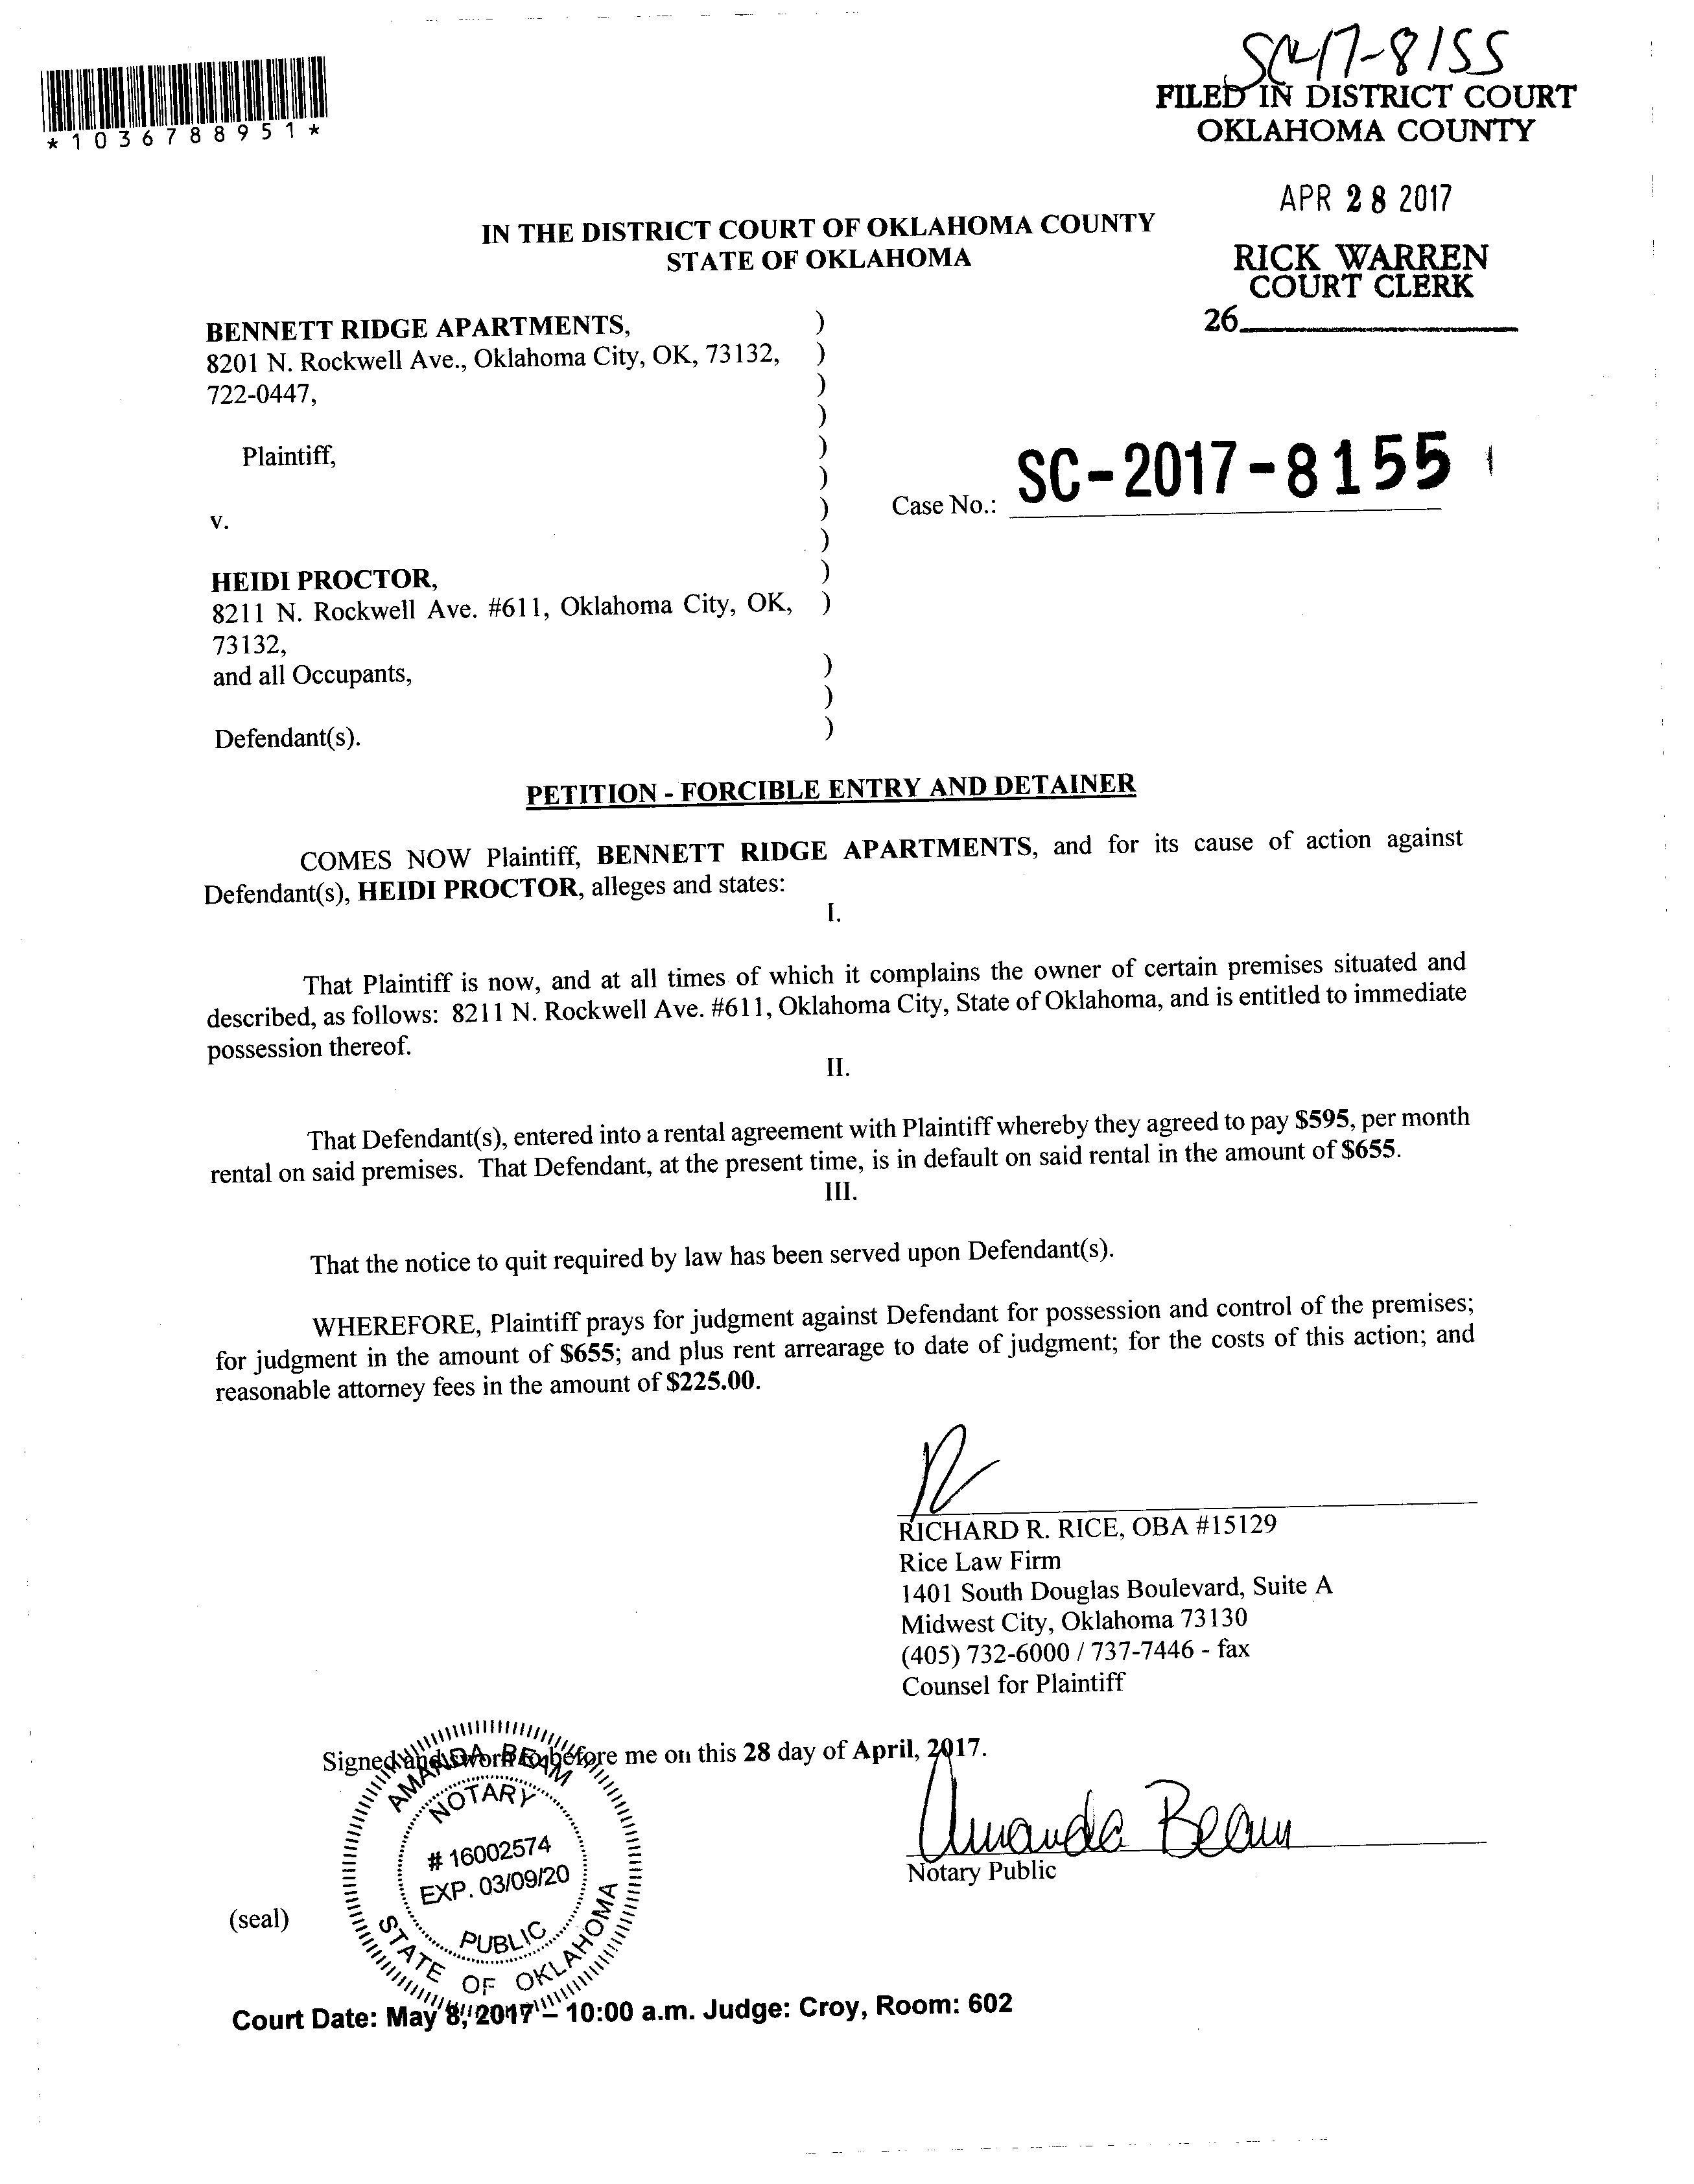 SC-17-8155
FILED IN DISTRICT COURT
OKLAHOMA COUNTY
*1036788951*
APR 28 2017
IN THE DISTRICT COURT OF OKLAHOMA COUNTY
STATE OF OKLAHOMA
RICK WARREN
COURT CLERK
26
BENNETT RIDGE APARTMENTS, )
8201 N. Rockwell Ave., Oklahoma City, OK, 73132, )
722-0447, )
)
Plaintiff, )
)
v. )
)
Case No.: SC-2017-8155
HEIDI PROCTOR, )
8211 N. Rockwell Ave. #611, Oklahoma City, OK, )
73132,
and all Occupants, )
)
Defendant(s). )
PETITION - FORCIBLE ENTRY AND DETAINER
COMES NOW Plaintiff, BENNETT RIDGE APARTMENTS, and for its cause of action against
Defendant(s), HEIDI PROCTOR, alleges and states:
I.
That Plaintiff is now, and at all times of which it complains the owner of certain premises situated and
described, as follows: 8211 N. Rockwell Ave. #611, Oklahoma City, State of Oklahoma, and is entitled to immediate
possession thereof.
II.
That Defendant(s), entered into a rental agreement with Plaintiff whereby they agreed to pay $595, per month
rental on said premises. That Defendant, at the present time, is in default on said rental in the amount of $655.
III.
That the notice to quit required by law has been served upon Defendant(s).
WHEREFORE, Plaintiff prays for judgment against Defendant for possession and control of the premises;
for judgment in the amount of $655; and plus rent arrearage to date of judgment; for the costs of this action; and
reasonable attorney fees in the amount of $225.00.
RICHARD R. RICE, OBA #15129
Rice Law Firm
1401 South Douglas Boulevard, Suite A
Midwest City, Oklahoma 73130
(405) 732-6000 / 737-7446 - fax
Counsel for Plaintiff
Signed and sworn to before me on this 28 day of April, 2017.
AMANDA BEAM
NOTARY
# 16002574
EXP. 03/09/20
PUBLIC
STATE OF OKLAHOMA
Amanda Beam
Notary Public
(seal)
Court Date: May 8, 2017 – 10:00 a.m. Judge: Croy, Room: 602